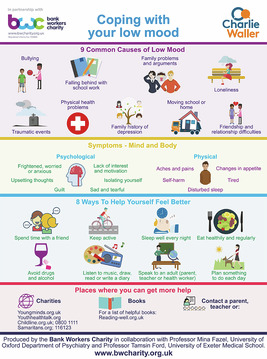 In partnership with
bwc bank workers charity
www.bwcharity.org.uk
Coping with your low mood
Charlie Waller
9 Common Causes of Low Mood
Bullying
Falling behind with school work
Family problems and arguments
Loneliness
Traumatic events
Physical health problems
Family history of depression
Moving school or home
Friendship and relationship difficulties
Symptoms - Mind and Body
Psychological
Physical
Frightened, worried or anxious
Lack of interest and motivation
Aches and pains
Changes in appetite
Upsetting thoughts
Isolating yourself
Self-harm
Tired
Guilt
Sad and tearful
Disturbed sleep
8 Ways To Help Yourself Feel Better
Spend time with a friend
Keep active
Sleep well every night
Eat healthily and regularly
Avoid drugs and alcohol
Listen to music, draw, read or write a diary
Speak to an adult (parent, teacher or health expert)
Plan something to do each day
Places where you can get more help
Charities
Youngminds.org.uk
Youthhealthtalk.org
Childline.org.uk; 0800 1111
Samaritans.org; 116123
Books
For a list of helpful books:
Reading-well.org.uk
Contact a parent, teacher or:
Produced by the Bank Workers Charity in collaboration with Professor Mina Fazel, University of
Oxford Department of Psychiatry and Professor Tamsin Ford, University of Exeter Medical School.
www.bwcharity.org.uk